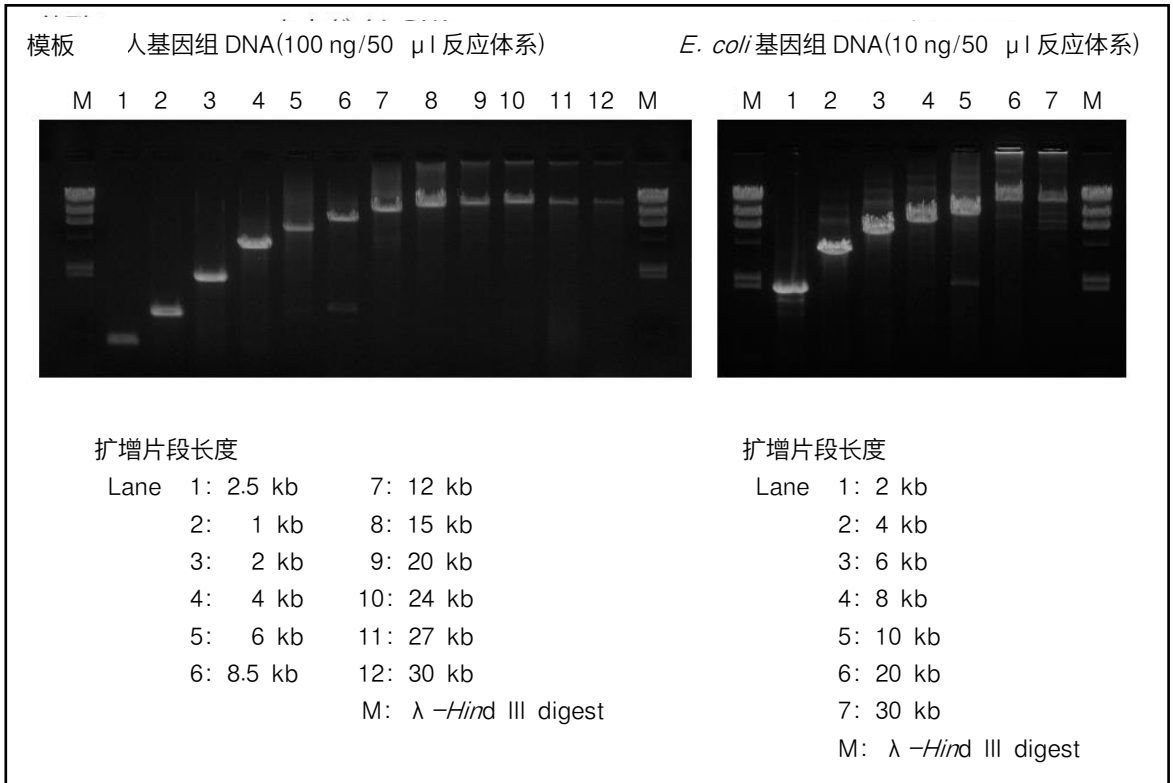 模板 人基因组 DNA(100 ng/50 μl 反应体系) E. coli 基因组 DNA(10 ng/50 μl 反应体系)
M 1 2 3 4 5 6 7 8 9 10 11 12 M M 1 2 3 4 5 6 7 M
扩增片段长度
Lane 1: 2.5 kb 7: 12 kb
2: 1 kb 8: 15 kb
3: 2 kb 9: 20 kb
4: 4 kb 10: 24 kb
5: 6 kb 11: 27 kb
6: 8.5 kb 12: 30 kb
M: λ-Hind III digest
扩增片段长度
Lane 1: 2 kb
2: 4 kb
3: 6 kb
4: 8 kb
5: 10 kb
6: 20 kb
7: 30 kb
M: λ-Hind III digest